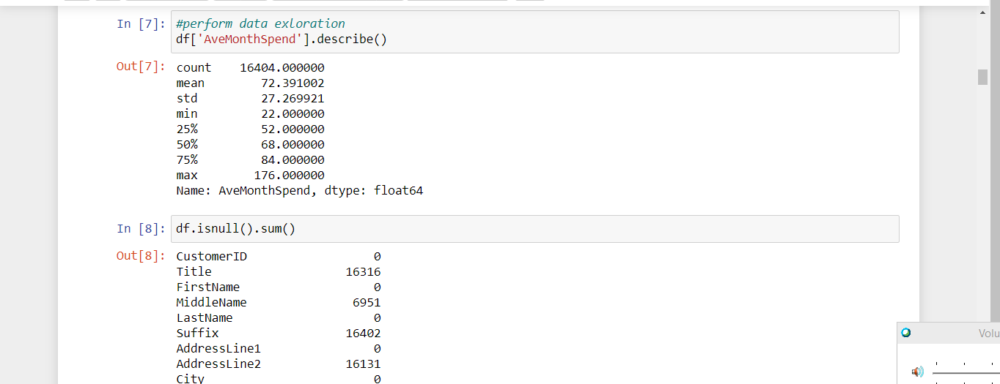 In [7]: #perform data exloration
df['AveMonthSpend'].describe()
Out[7]: count 16404.000000
mean 72.391002
std 27.269921
min 22.000000
25% 52.000000
50% 68.000000
75% 84.000000
max 176.000000
Name: AveMonthSpend, dtype: float64
In [8]: df.isnull().sum()
Out[8]: CustomerID 0
Title 16316
FirstName 0
MiddleName 6951
LastName 0
Suffix 16402
AddressLine1 0
AddressLine2 16131
City 0
Volu